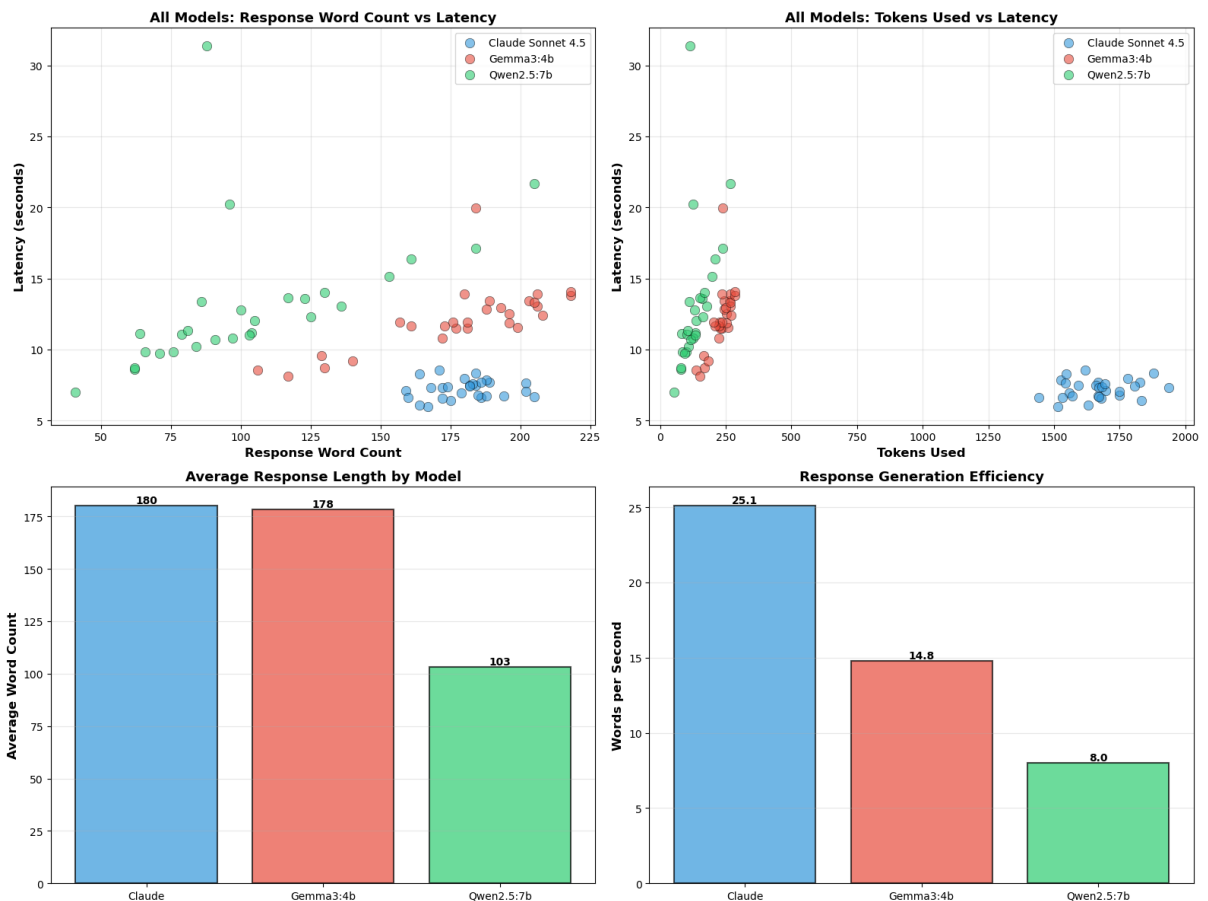 All Models: Response Word Count vs Latency
Latency (seconds)
30
25
20
15
10
5
Claude Sonnet 4.5
Gemma3:4b
Qwen2.5:7b
50 75 100 125 150 175 200 225
Response Word Count
All Models: Tokens Used vs Latency
Latency (seconds)
30
25
20
15
10
5
Claude Sonnet 4.5
Gemma3:4b
Qwen2.5:7b
0 250 500 750 1000 1250 1500 1750 2000
Tokens Used
Average Response Length by Model
Average Word Count
175
150
125
100
75
50
25
0
180
178
103
Claude Gemma3:4b Qwen2.5:7b
Response Generation Efficiency
Words per Second
25
20
15
10
5
0
25.1
14.8
8.0
Claude Gemma3:4b Qwen2.5:7b